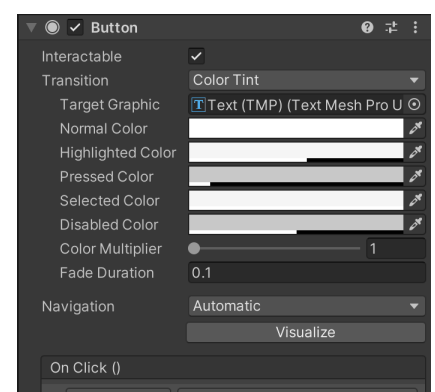 Button
Interactable
Transition Color Tint
Target Graphic Text (TMP) (Text Mesh Pro U
Normal Color
Highlighted Color
Pressed Color
Selected Color
Disabled Color
Color Multiplier 1
Fade Duration 0.1
Navigation Automatic
Visualize
On Click ()